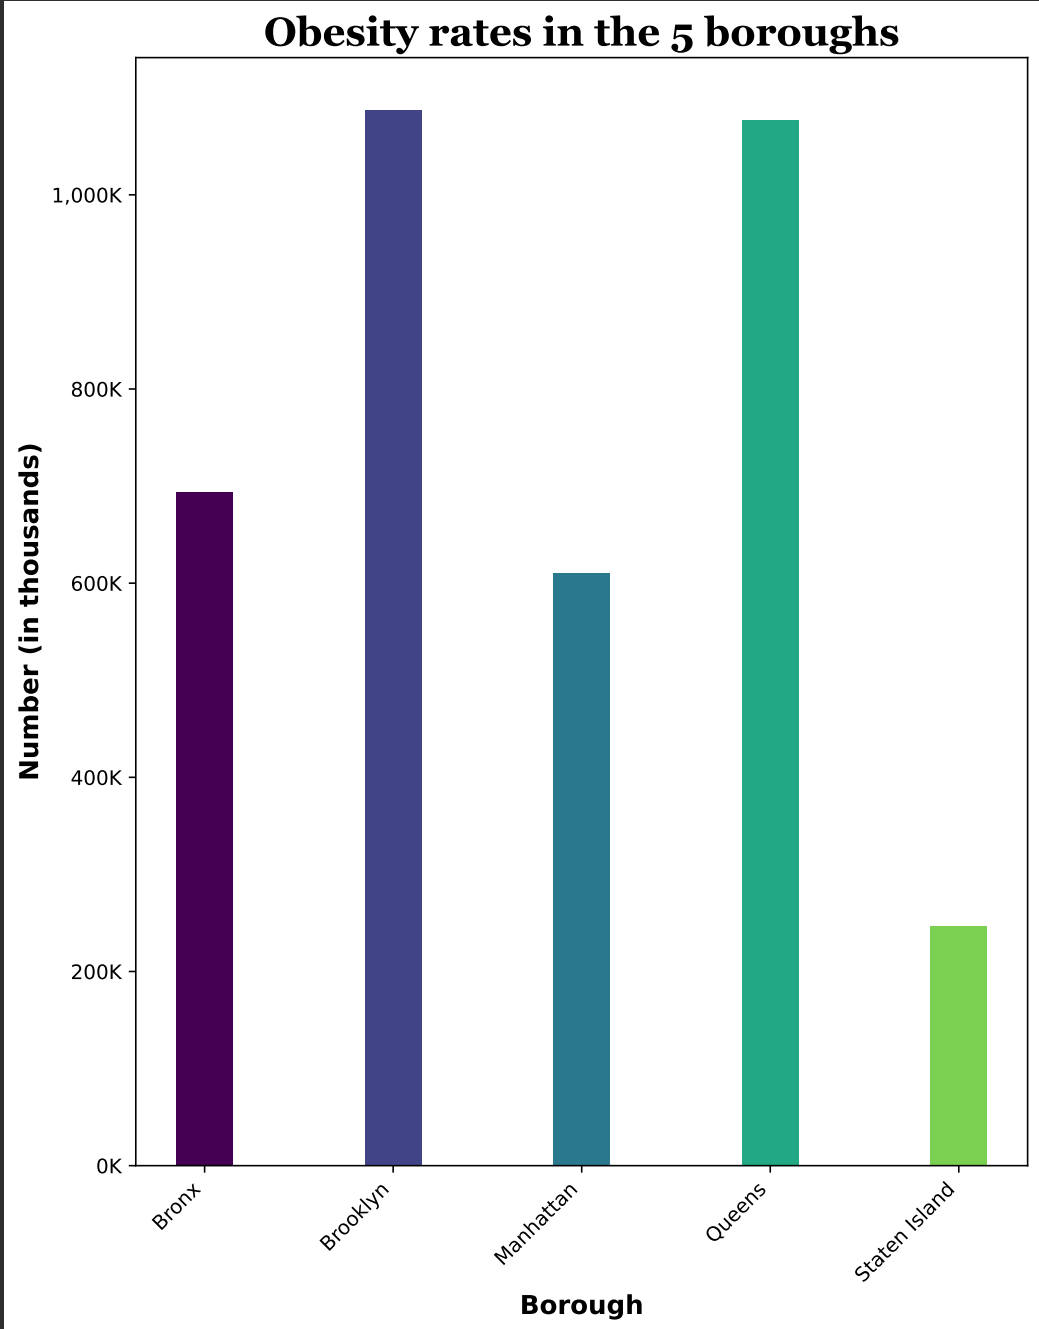 Obesity rates in the 5 boroughs
1,000K
800K
600K
400K
200K
0K
Number (in thousands)
Bronx
Brooklyn
Manhattan
Queens
Staten Island
Borough